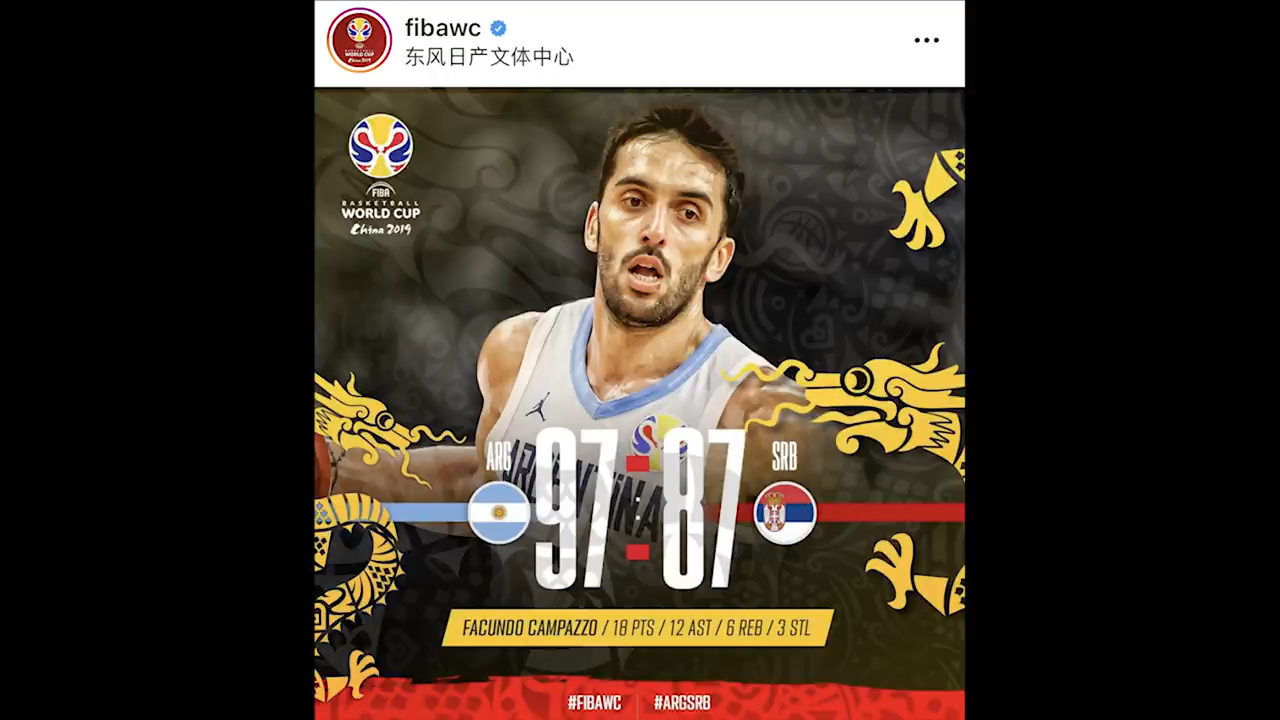 fibawc
东风日产文体中心
FIBA
BASKETBALL
WORLD CUP
China 2019
ARGENTINA
ARG 97:87 SRB
FACUNDO CAMPAZZO / 18 PTS / 12 AST / 6 REB / 3 STL
#FIBAWC | #ARGSRB